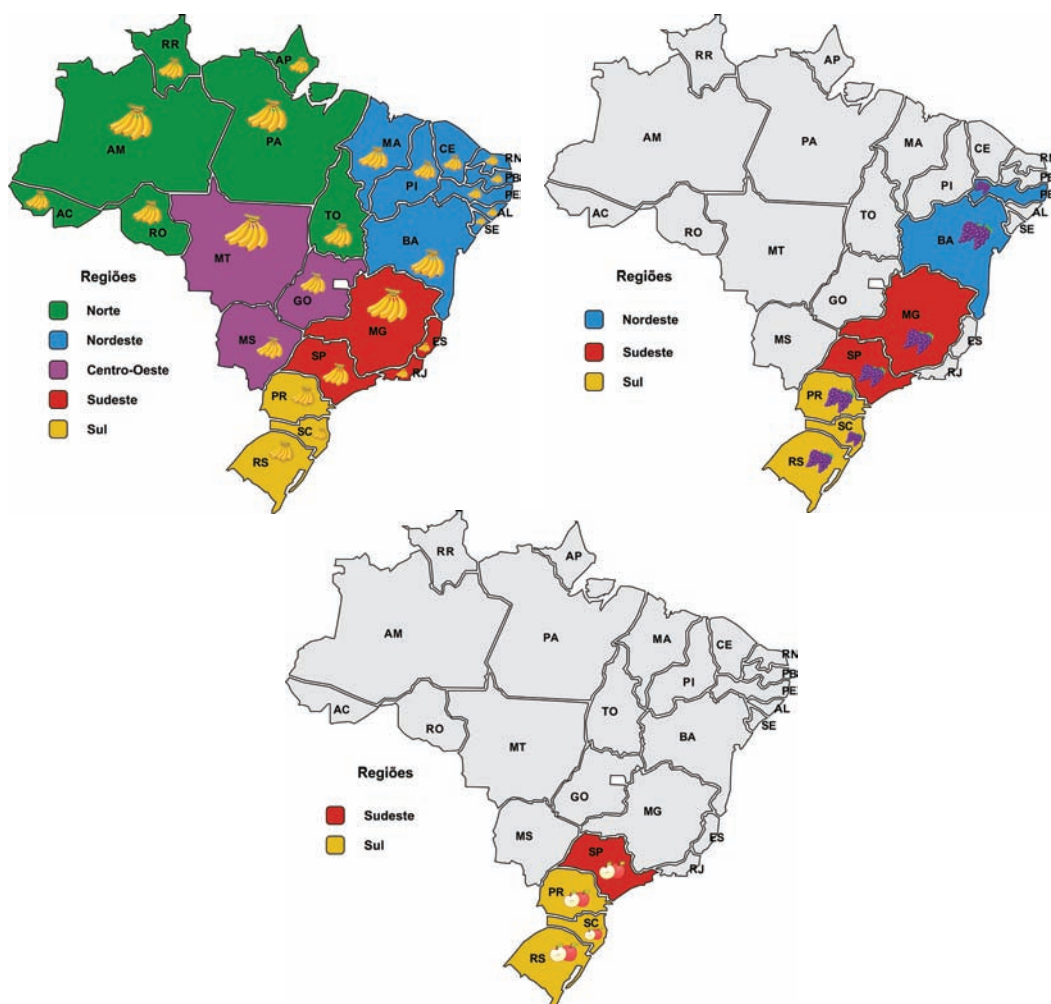 RR
AP
AM
PA
MA
CE
RN
PB
PI
PE
AC
TO
AL
RO
SE
BA
MT
Regiões
GO
Norte
MG
Nordeste
MS
ES
Centro-Oeste
SP
RJ
Sudeste
PR
Sul
SC
RS
RR
AP
AM
PA
MA
CE
RN
PB
PI
PE
AC
TO
AL
RO
SE
BA
MT
Regiões
GO
MG
Nordeste
MS
ES
Sudeste
SP
RJ
Sul
PR
SC
RS
RR
AP
AM
PA
MA
CE
RN
PB
PI
PE
AC
TO
AL
RO
SE
BA
MT
Regiões
GO
MG
Sudeste
MS
ES
Sul
SP
RJ
PR
SC
RS